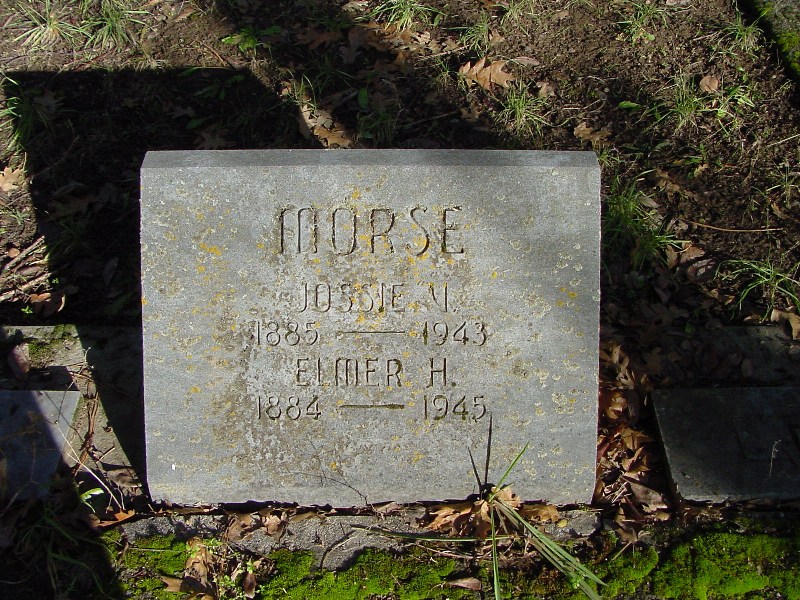 MORSE
JOSSIE M.
1885 — 1943
ELMER H.
1884 — 1945